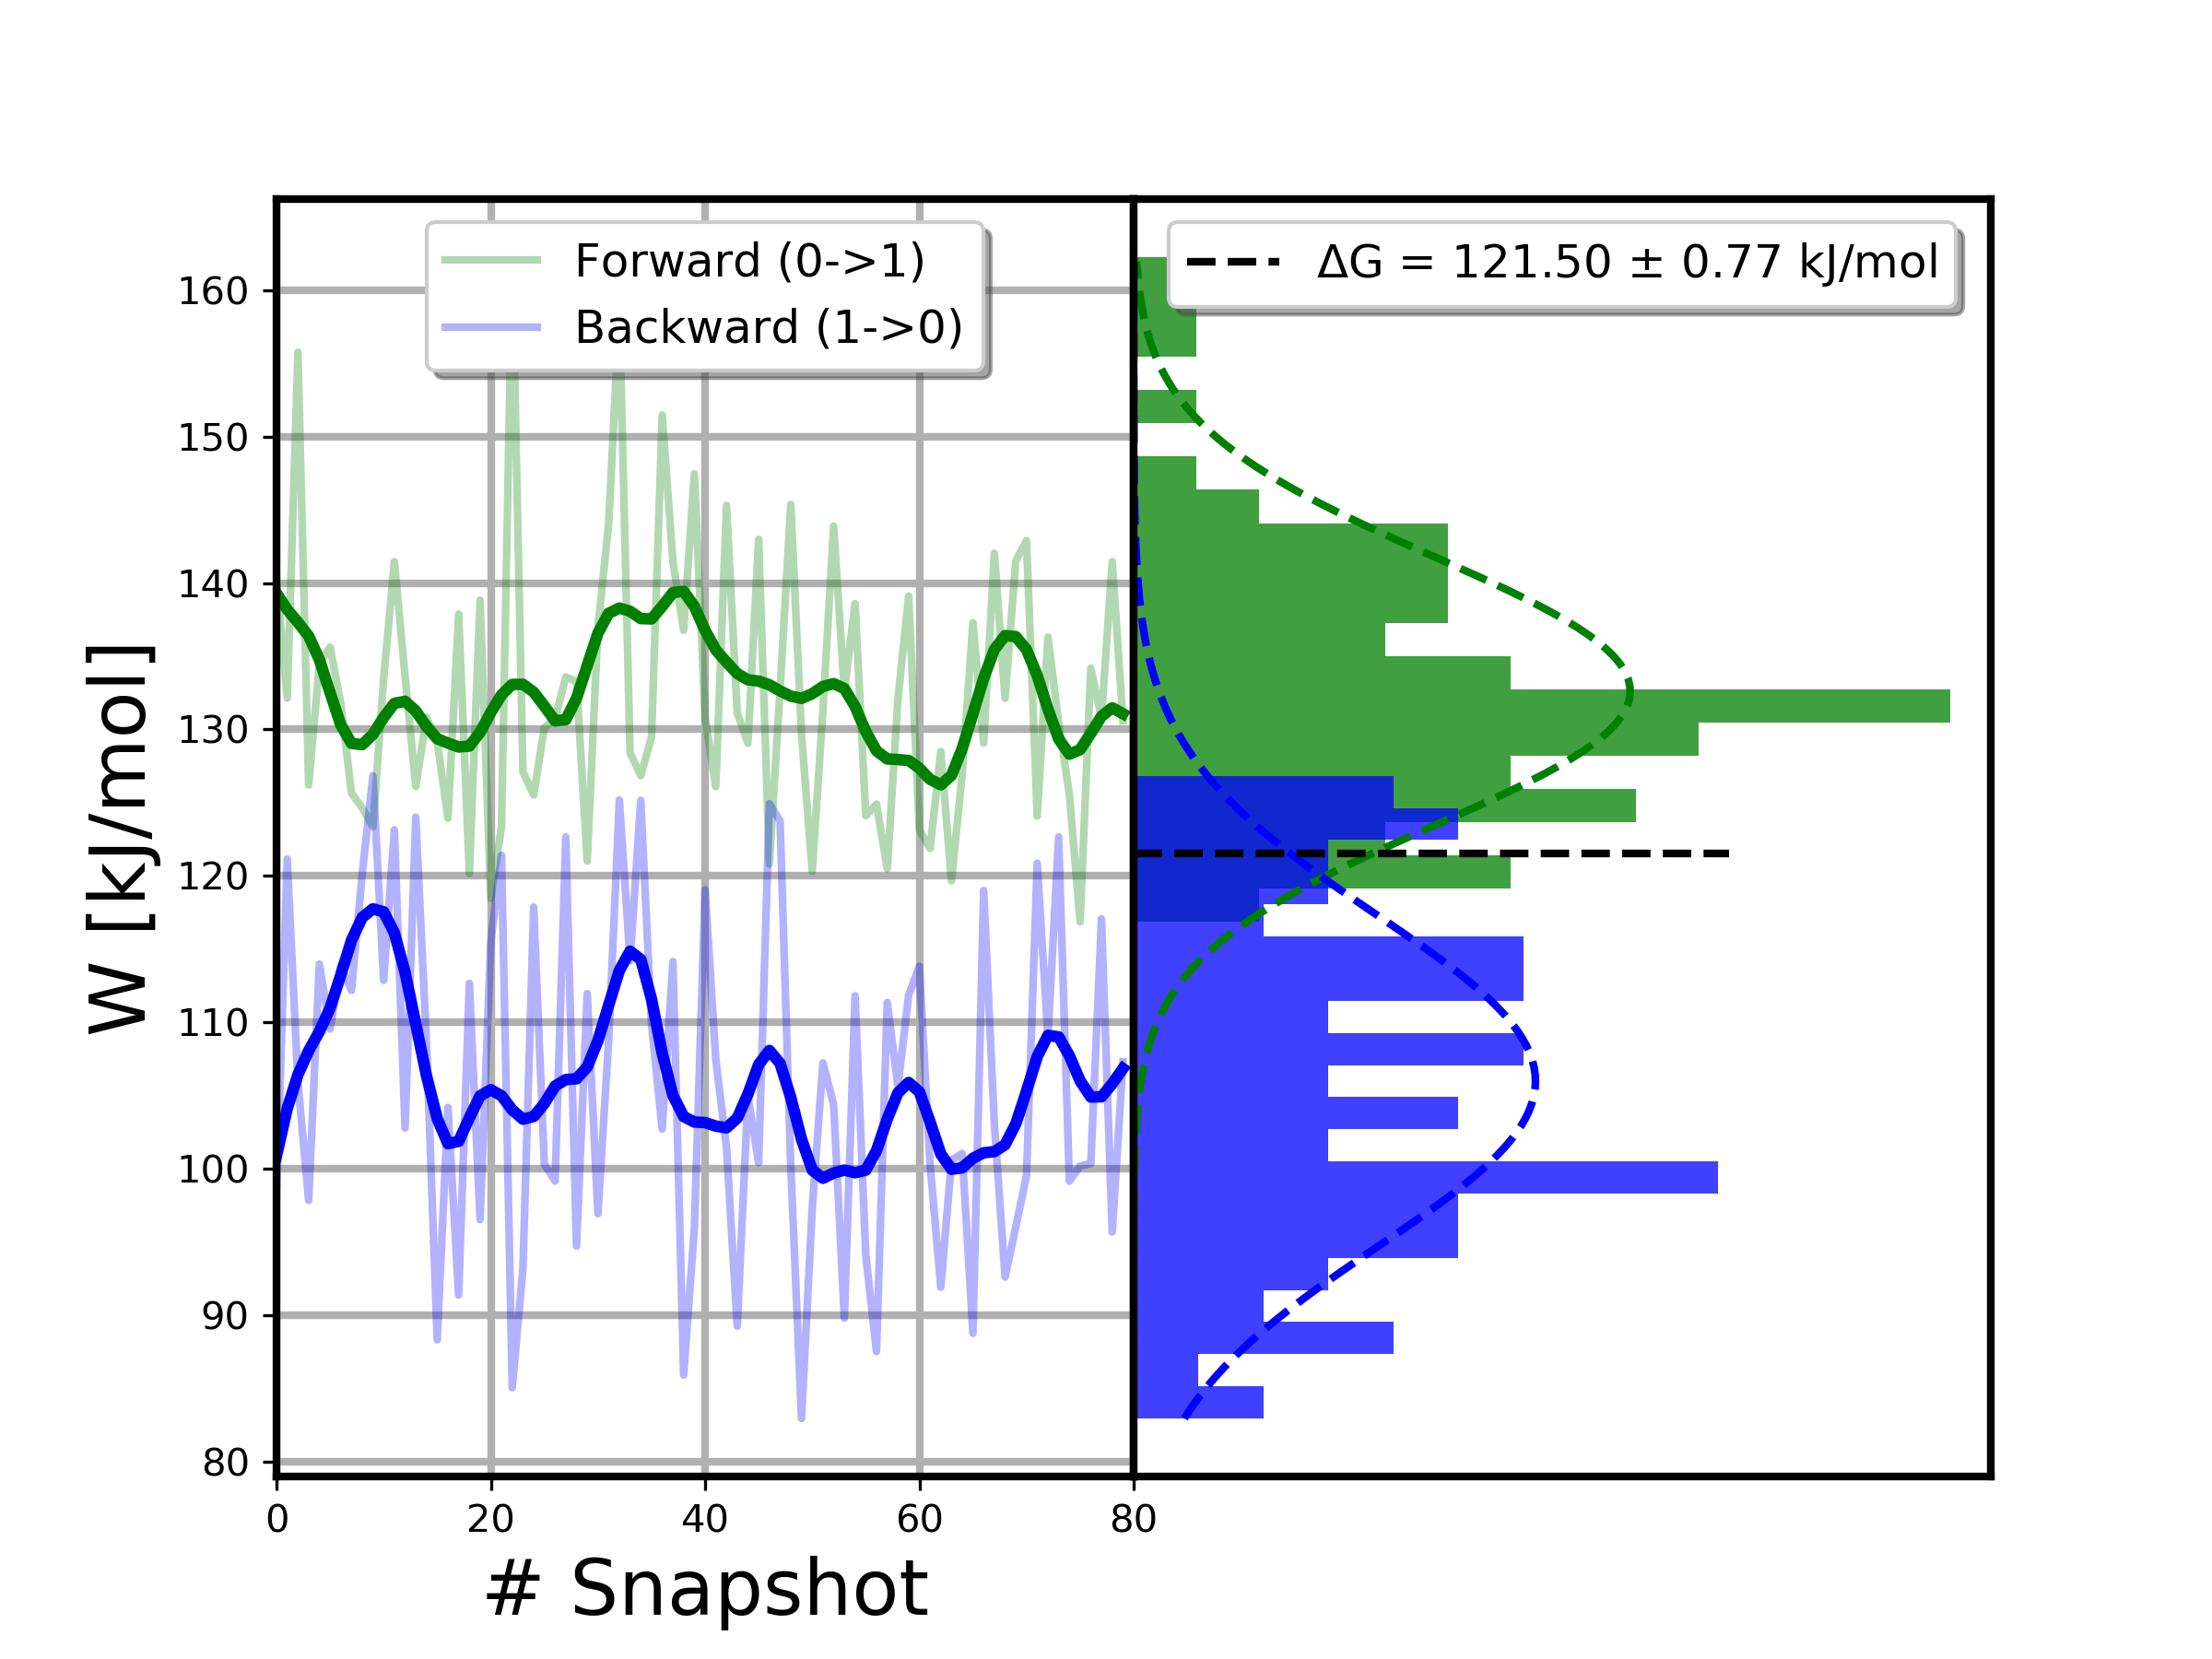 Forward (0->1)
Backward (1->0)
ΔG = 121.50 ± 0.77 kJ/mol
W [kJ/mol]
160
150
140
130
120
110
100
90
80
0 20 40 60 80
# Snapshot